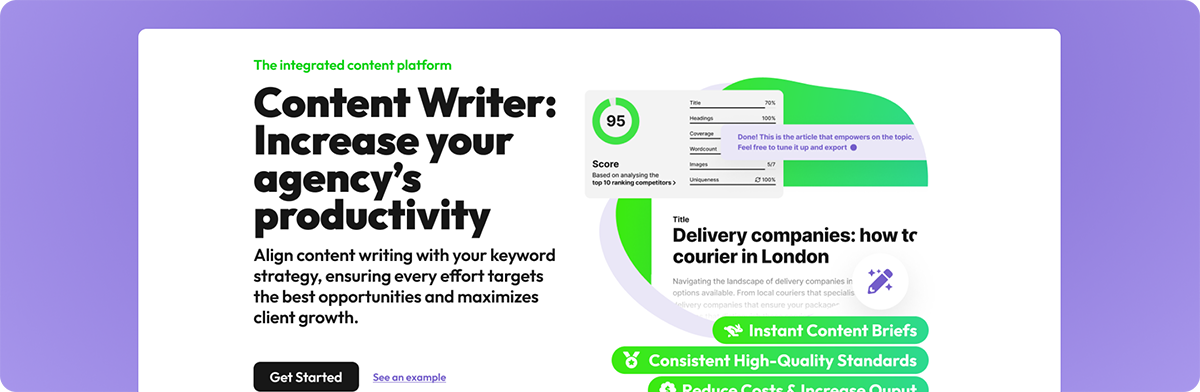 The integrated content platform
Content Writer:
Increase your
agency’s
productivity
Align content writing with your keyword
strategy, ensuring every effort targets
the best opportunities and maximizes
client growth.
Get Started
See an example
95
Score
Based on analysing the
top 10 ranking competitors
Title 70%
Headings 100%
Coverage
Wordcount
Images 5/7
Uniqueness 100%
Done! This is the article that empowers on the topic.
Feel free to tune it up and export
Title
Delivery companies: how to
courier in London
Navigating the landscape of delivery companies in
options available. From local couriers that specialis
delivery companies that ensure your packages
Instant Content Briefs
Consistent High-Quality Standards
Reduce Costs & Increase Ouput